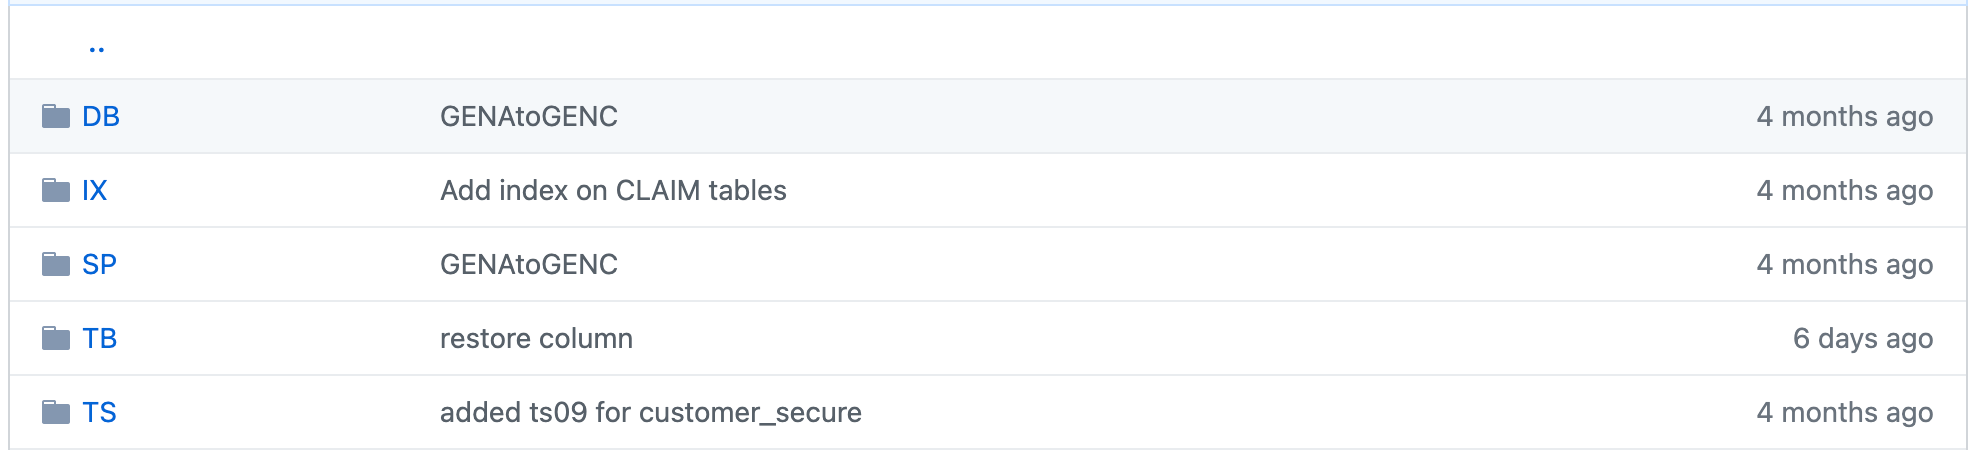 ..
DB GENAtoGENC 4 months ago
IX Add index on CLAIM tables 4 months ago
SP GENAtoGENC 4 months ago
TB restore column 6 days ago
TS added ts09 for customer_secure 4 months ago